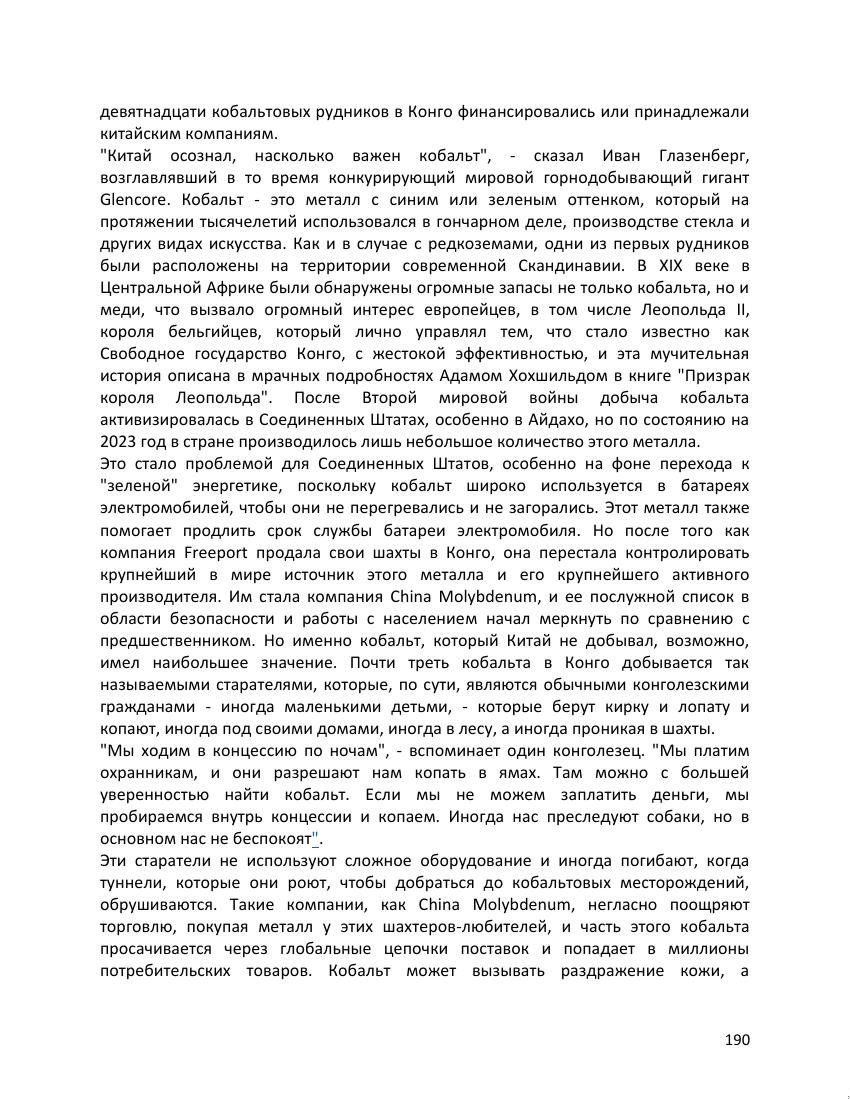 девятнадцати кобальтовых рудников в Конго финансировались или принадлежали
китайским компаниям.
"Китай осознал, насколько важен кобальт", - сказал Иван Глазенберг,
возглавлявший в то время конкурирующий мировой горнодобывающий гигант
Glencore. Кобальт - это металл с синим или зеленым оттенком, который на
протяжении тысячелетий использовался в гончарном деле, производстве стекла и
других видах искусства. Как и в случае с редкоземами, одни из первых рудников
были расположены на территории современной Скандинавии. В XIX веке в
Центральной Африке были обнаружены огромные запасы не только кобальта, но и
меди, что вызвало огромный интерес европейцев, в том числе Леопольда II,
короля бельгийцев, который лично управлял тем, что стало известно как
Свободное государство Конго, с жестокой эффективностью, и эта мучительная
история описана в мрачных подробностях Адамом Хохшильдом в книге "Призрак
короля Леопольда". После Второй мировой войны добыча кобальта
активизировалась в Соединенных Штатах, особенно в Айдахо, но по состоянию на
2023 год в стране производилось лишь небольшое количество этого металла.
Это стало проблемой для Соединенных Штатов, особенно на фоне перехода к
"зеленой" энергетике, поскольку кобальт широко используется в батареях
электромобилей, чтобы они не перегревались и не загорались. Этот металл также
помогает продлить срок службы батареи электромобиля. Но после того как
компания Freeport продала свои шахты в Конго, она перестала контролировать
крупнейший в мире источник этого металла и его крупнейшего активного
производителя. Им стала компания China Molybdenum, и ее послужной список в
области безопасности и работы с населением начал меркнуть по сравнению с
предшественником. Но именно кобальт, который Китай не добывал, возможно,
имел наибольшее значение. Почти треть кобальта в Конго добывается так
называемыми старателями, которые, по сути, являются обычными конголезскими
гражданами - иногда маленькими детьми, - которые берут кирку и лопату и
копают, иногда под своими домами, иногда в лесу, а иногда проникая в шахты.
"Мы ходим в концессию по ночам", - вспоминает один конголезец. "Мы платим
охранникам, и они разрешают нам копать в ямах. Там можно с большей
уверенностью найти кобальт. Если мы не можем заплатить деньги, мы
пробираемся внутрь концессии и копаем. Иногда нас преследуют собаки, но в
основном нас не беспокоят".
Эти старатели не используют сложное оборудование и иногда погибают, когда
туннели, которые они роют, чтобы добраться до кобальтовых месторождений,
обрушиваются. Такие компании, как China Molybdenum, негласно поощряют
торговлю, покупая металл у этих шахтеров-любителей, и часть этого кобальта
просачивается через глобальные цепочки поставок и попадает в миллионы
потребительских товаров. Кобальт может вызывать раздражение кожи, а
190